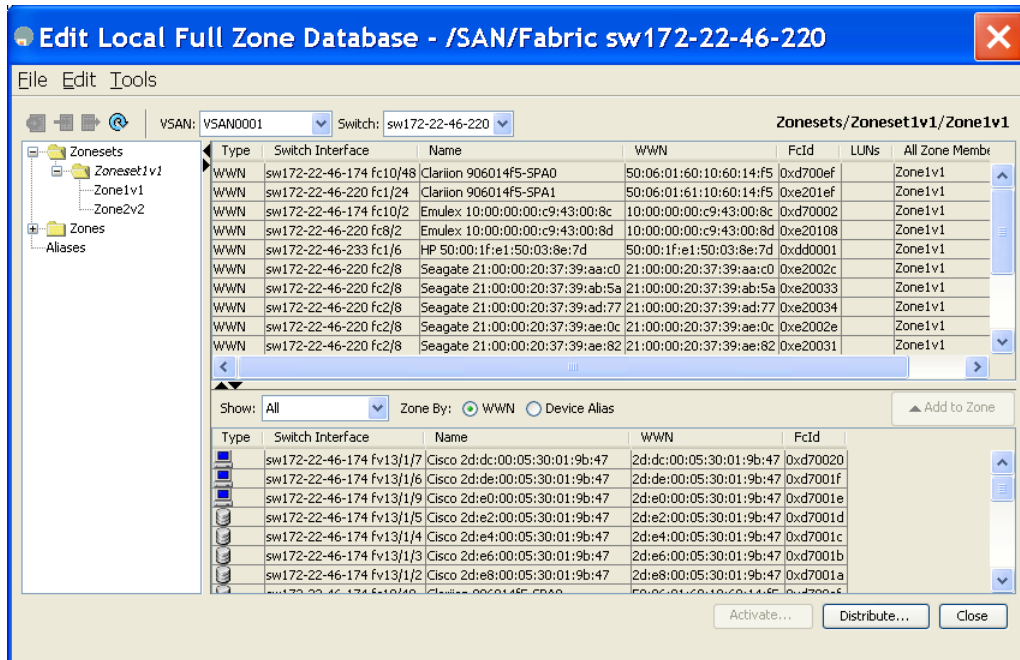 Edit Local Full Zone Database - /SAN/Fabric sw172-22-46-220
File Edit Tools
VSAN: VSAN0001 Switch: sw172-22-46-220 Zonesets/Zoneset1v1/Zone1v1
Zonesets
Zoneset1v1
Zone1v1
Zone2v2
Zones
Aliases
Type Switch Interface Name WWN FcId LUNs All Zone Membe
WWN sw172-22-46-174 fc10/48 Clariion 906014f5-SPA0 50:06:01:60:10:60:14:f5 0xd700ef Zone1v1
WWN sw172-22-46-220 fc1/24 Clariion 906014f5-SPA1 50:06:01:61:10:60:14:f5 0xe201ef Zone1v1
WWN sw172-22-46-174 fc10/2 Emulex 10:00:00:00:c9:43:00:8c 10:00:00:00:c9:43:00:8c 0xd70002 Zone1v1
WWN sw172-22-46-220 fc8/2 Emulex 10:00:00:00:c9:43:00:8d 10:00:00:00:c9:43:00:8d 0xe20108 Zone1v1
WWN sw172-22-46-233 fc1/6 HP 50:00:1f:e1:50:03:8e:7d 50:00:1f:e1:50:03:8e:7d 0xdd0001 Zone1v1
WWN sw172-22-46-220 fc2/8 Seagate 21:00:00:20:37:39:aa:c0 21:00:00:20:37:39:aa:c0 0xe2002c Zone1v1
WWN sw172-22-46-220 fc2/8 Seagate 21:00:00:20:37:39:ab:5a 21:00:00:20:37:39:ab:5a 0xe20033 Zone1v1
WWN sw172-22-46-220 fc2/8 Seagate 21:00:00:20:37:39:ad:77 21:00:00:20:37:39:ad:77 0xe20034 Zone1v1
WWN sw172-22-46-220 fc2/8 Seagate 21:00:00:20:37:39:ae:0c 21:00:00:20:37:39:ae:0c 0xe2002e Zone1v1
WWN sw172-22-46-220 fc2/8 Seagate 21:00:00:20:37:39:ae:82 21:00:00:20:37:39:ae:82 0xe20031 Zone1v1
Show: All Zone By: WWN Device Alias Add to Zone
Type Switch Interface Name WWN FcId
sw172-22-46-174 fv13/1/7 Cisco 2d:dc:00:05:30:01:9b:47 2d:dc:00:05:30:01:9b:47 0xd70020
sw172-22-46-174 fv13/1/6 Cisco 2d:de:00:05:30:01:9b:47 2d:de:00:05:30:01:9b:47 0xd7001f
sw172-22-46-174 fv13/1/9 Cisco 2d:e0:00:05:30:01:9b:47 2d:e0:00:05:30:01:9b:47 0xd7001e
sw172-22-46-174 fv13/1/5 Cisco 2d:e2:00:05:30:01:9b:47 2d:e2:00:05:30:01:9b:47 0xd7001d
sw172-22-46-174 fv13/1/4 Cisco 2d:e4:00:05:30:01:9b:47 2d:e4:00:05:30:01:9b:47 0xd7001c
sw172-22-46-174 fv13/1/3 Cisco 2d:e6:00:05:30:01:9b:47 2d:e6:00:05:30:01:9b:47 0xd7001b
sw172-22-46-174 fv13/1/2 Cisco 2d:e8:00:05:30:01:9b:47 2d:e8:00:05:30:01:9b:47 0xd7001a
Activate... Distribute... Close